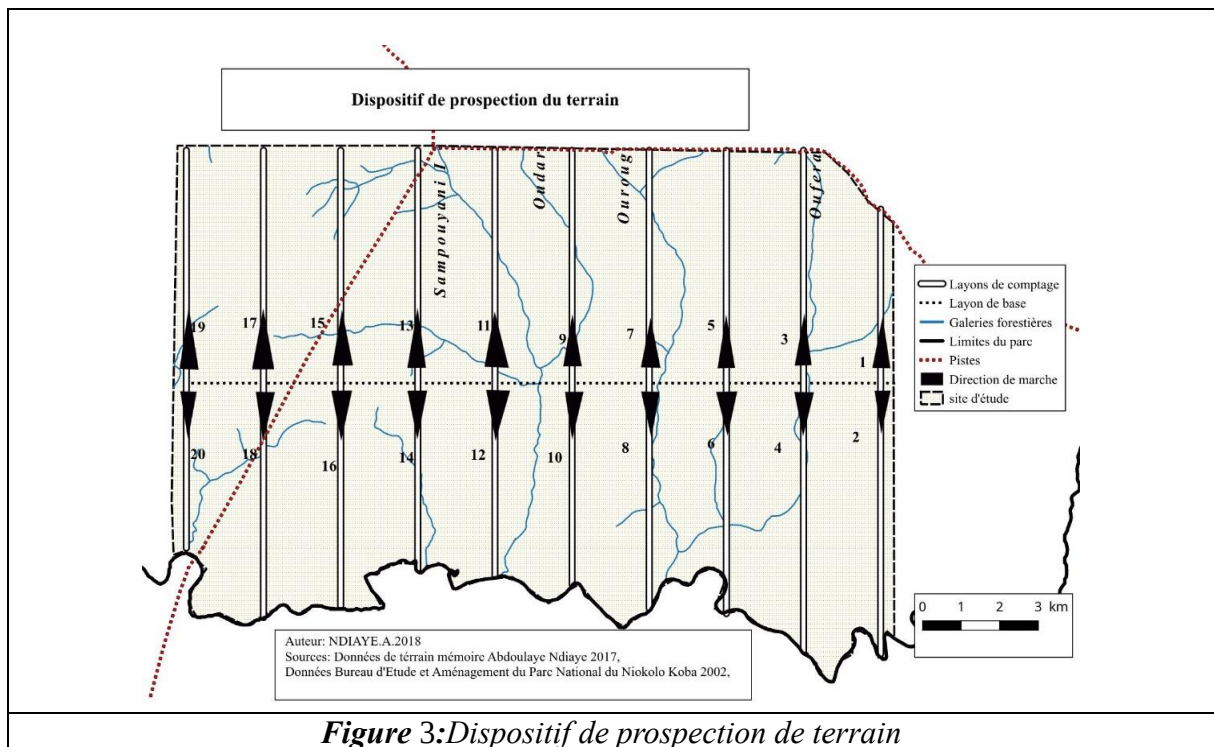 Dispositif de prospection du terrain
Sampouyani I
Oudar
Ouroug
Oufera
19
17
15
13
11
9
7
5
3
1
20
18
16
14
12
10
8
6
4
2
Layons de comptage
Layon de base
Galeries forestières
Limites du parc
Pistes
Direction de marche
site d'étude
0 1 2 3 km
Auteur: NDIAYE.A.2018
Sources: Données de térrain mémoire Abdoulaye Ndiaye 2017,
Données Bureau d'Etude et Aménagement du Parc National du Niokolo Koba 2002,
Figure 3:Dispositif de prospection de terrain